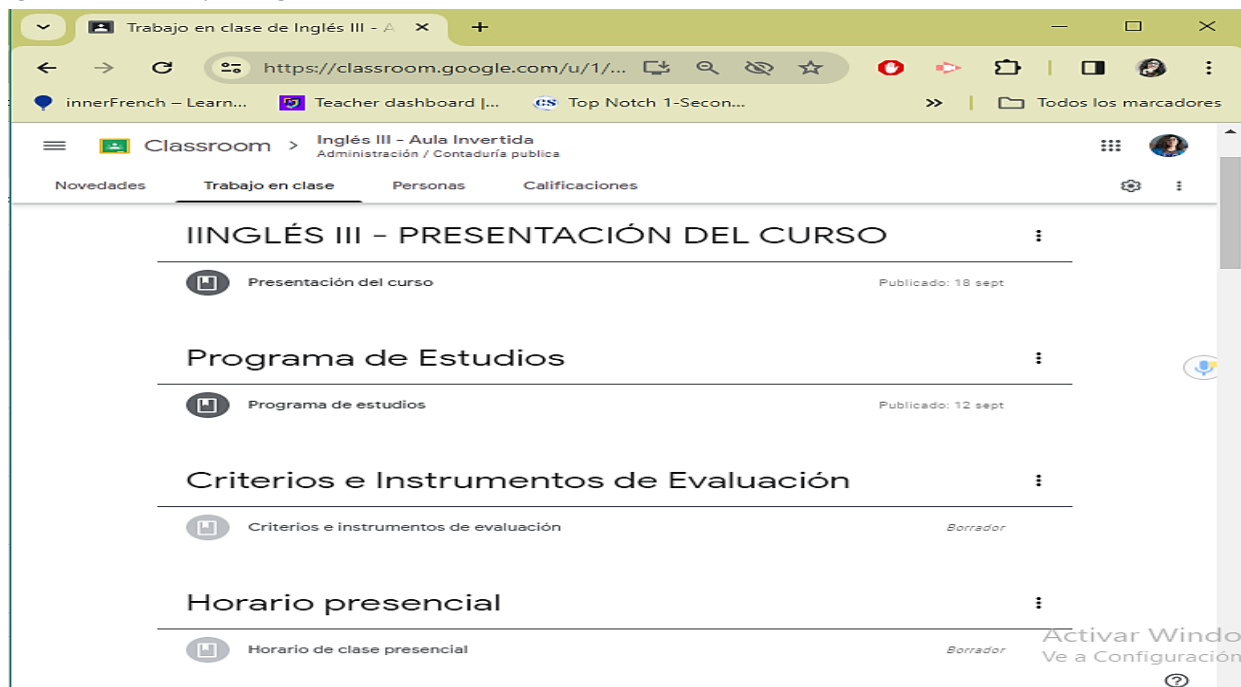 Trabajo en clase de Inglés III - A
https://classroom.google.com/u/1/...
innerFrench – Learn... Teacher dashboard |... CS Top Notch 1-Secon... » Todos los marcadores
Classroom > Inglés III - Aula Invertida
Administración / Contaduría publica
Novedades Trabajo en clase Personas Calificaciones
IINGLÉS III - PRESENTACIÓN DEL CURSO
Presentación del curso Publicado: 18 sept
Programa de Estudios
Programa de estudios Publicado: 12 sept
Criterios e Instrumentos de Evaluación
Criterios e instrumentos de evaluación Borrador
Horario presencial
Horario de clase presencial Borrador
Activar Windo
Ve a Configuración